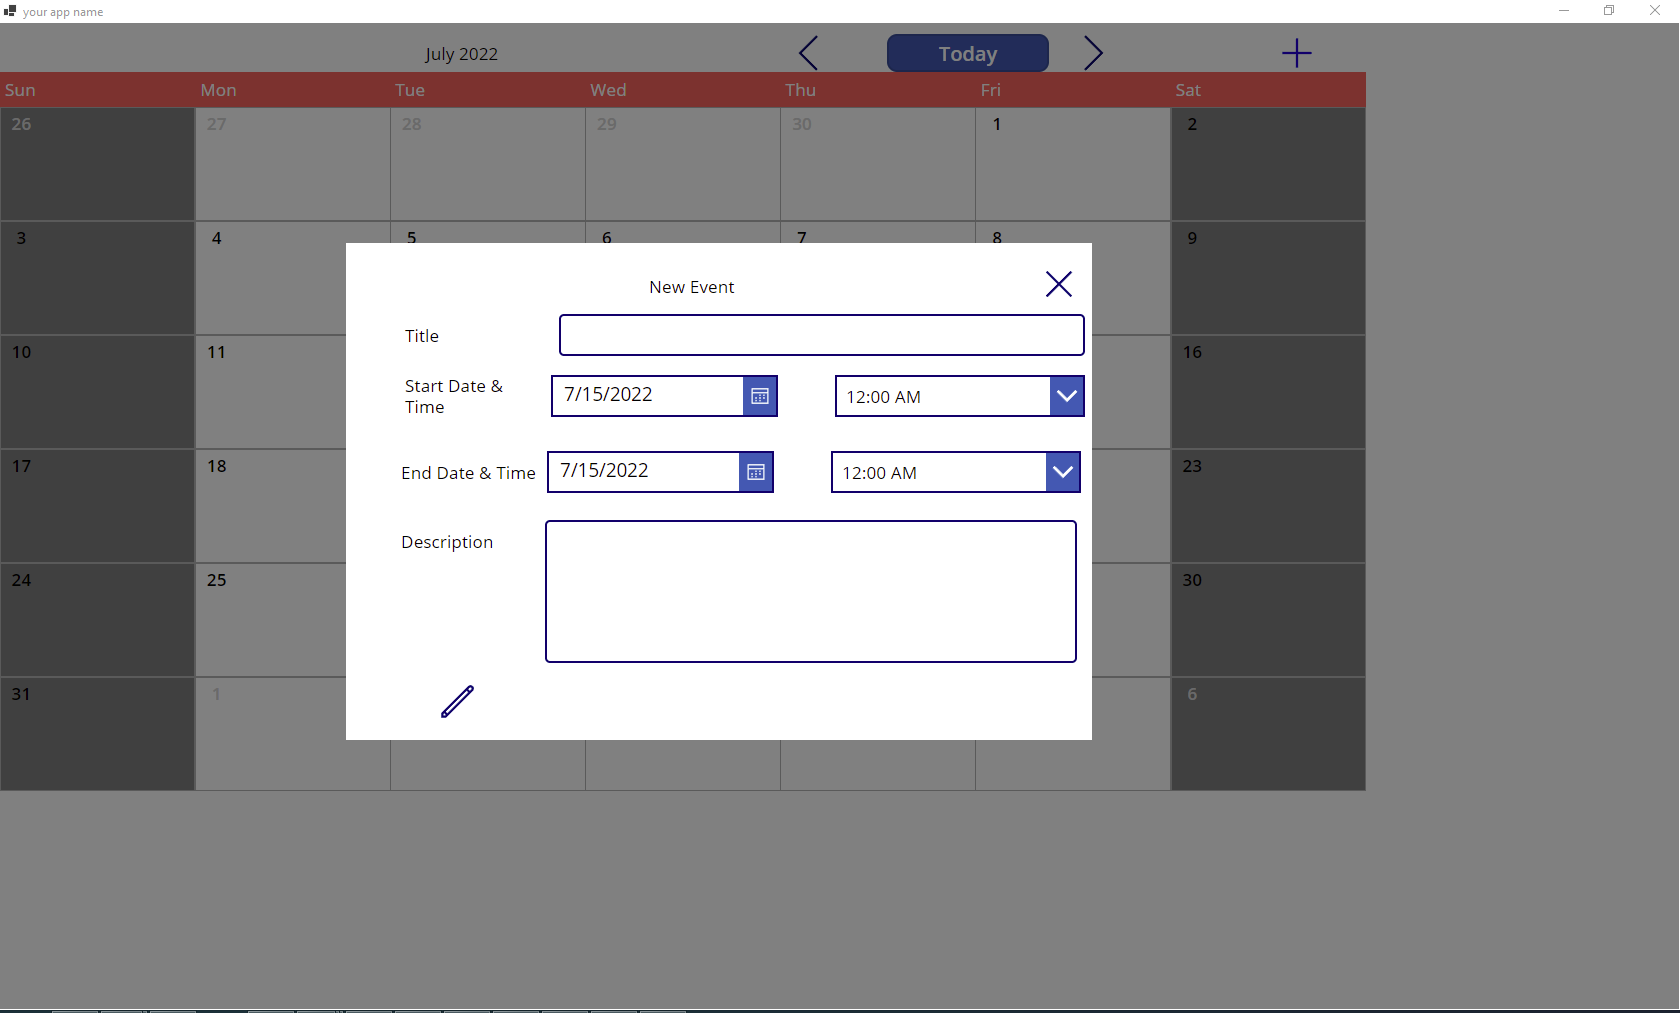 your app name
July 2022
Today
Sun Mon Tue Wed Thu Fri Sat
26 27 28 29 30 1 2
3 4 5 6 7 8 9
New Event
Title
10 11 16
Start Date &
Time
7/15/2022 12:00 AM
17 18 23
End Date & Time 7/15/2022 12:00 AM
Description
24 25 30
31 1 6